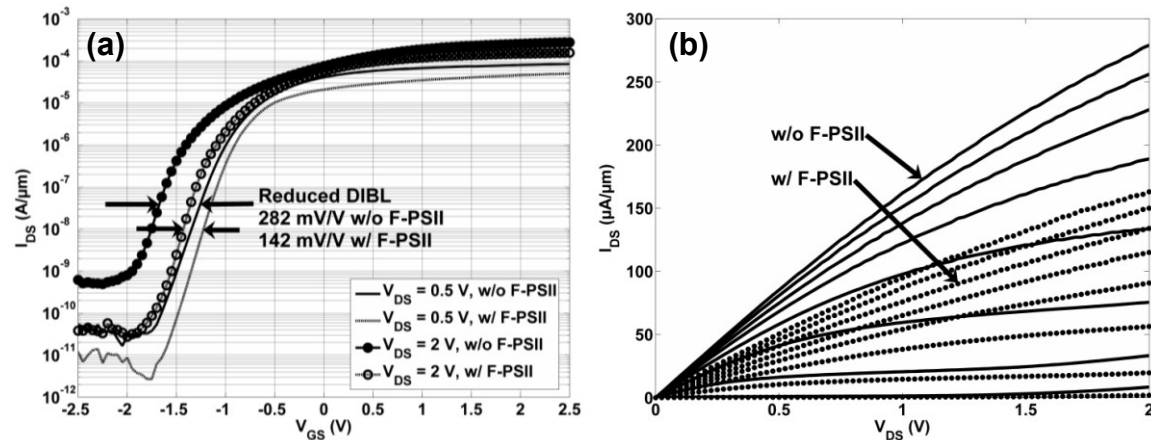 (a)
10⁻³
10⁻⁴
10⁻⁵
10⁻⁶
10⁻⁷
10⁻⁸
10⁻⁹
10⁻¹⁰
10⁻¹¹
10⁻¹²
I_DS (A/μm)
Reduced DIBL
282 mV/V w/o F-PSII
142 mV/V w/ F-PSII
V_DS = 0.5 V, w/o F-PSII
V_DS = 0.5 V, w/ F-PSII
V_DS = 2 V, w/o F-PSII
V_DS = 2 V, w/ F-PSII
-2.5 -2 -1.5 -1 -0.5 0 0.5 1 1.5 2 2.5
V_GS (V)
(b)
300
250
200
150
100
50
0
I_DS (μA/μm)
w/o F-PSII
w/ F-PSII
0 0.5 1 1.5 2
V_DS (V)